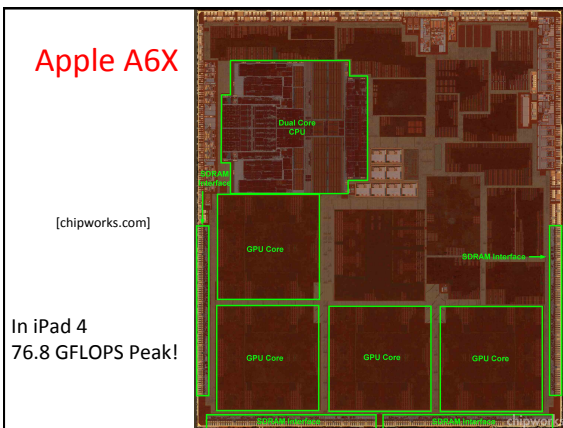 Apple A6X
[chipworks.com]
In iPad 4
76.8 GFLOPS Peak!
Dual Core
CPU
SDRAM
Interface
GPU Core
SDRAM Interface
GPU Core
GPU Core
GPU Core
SDRAM Interface
SDRAM Interface
chipworks